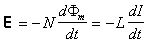 E = -N dΦₘ/dt = -L dI/dt